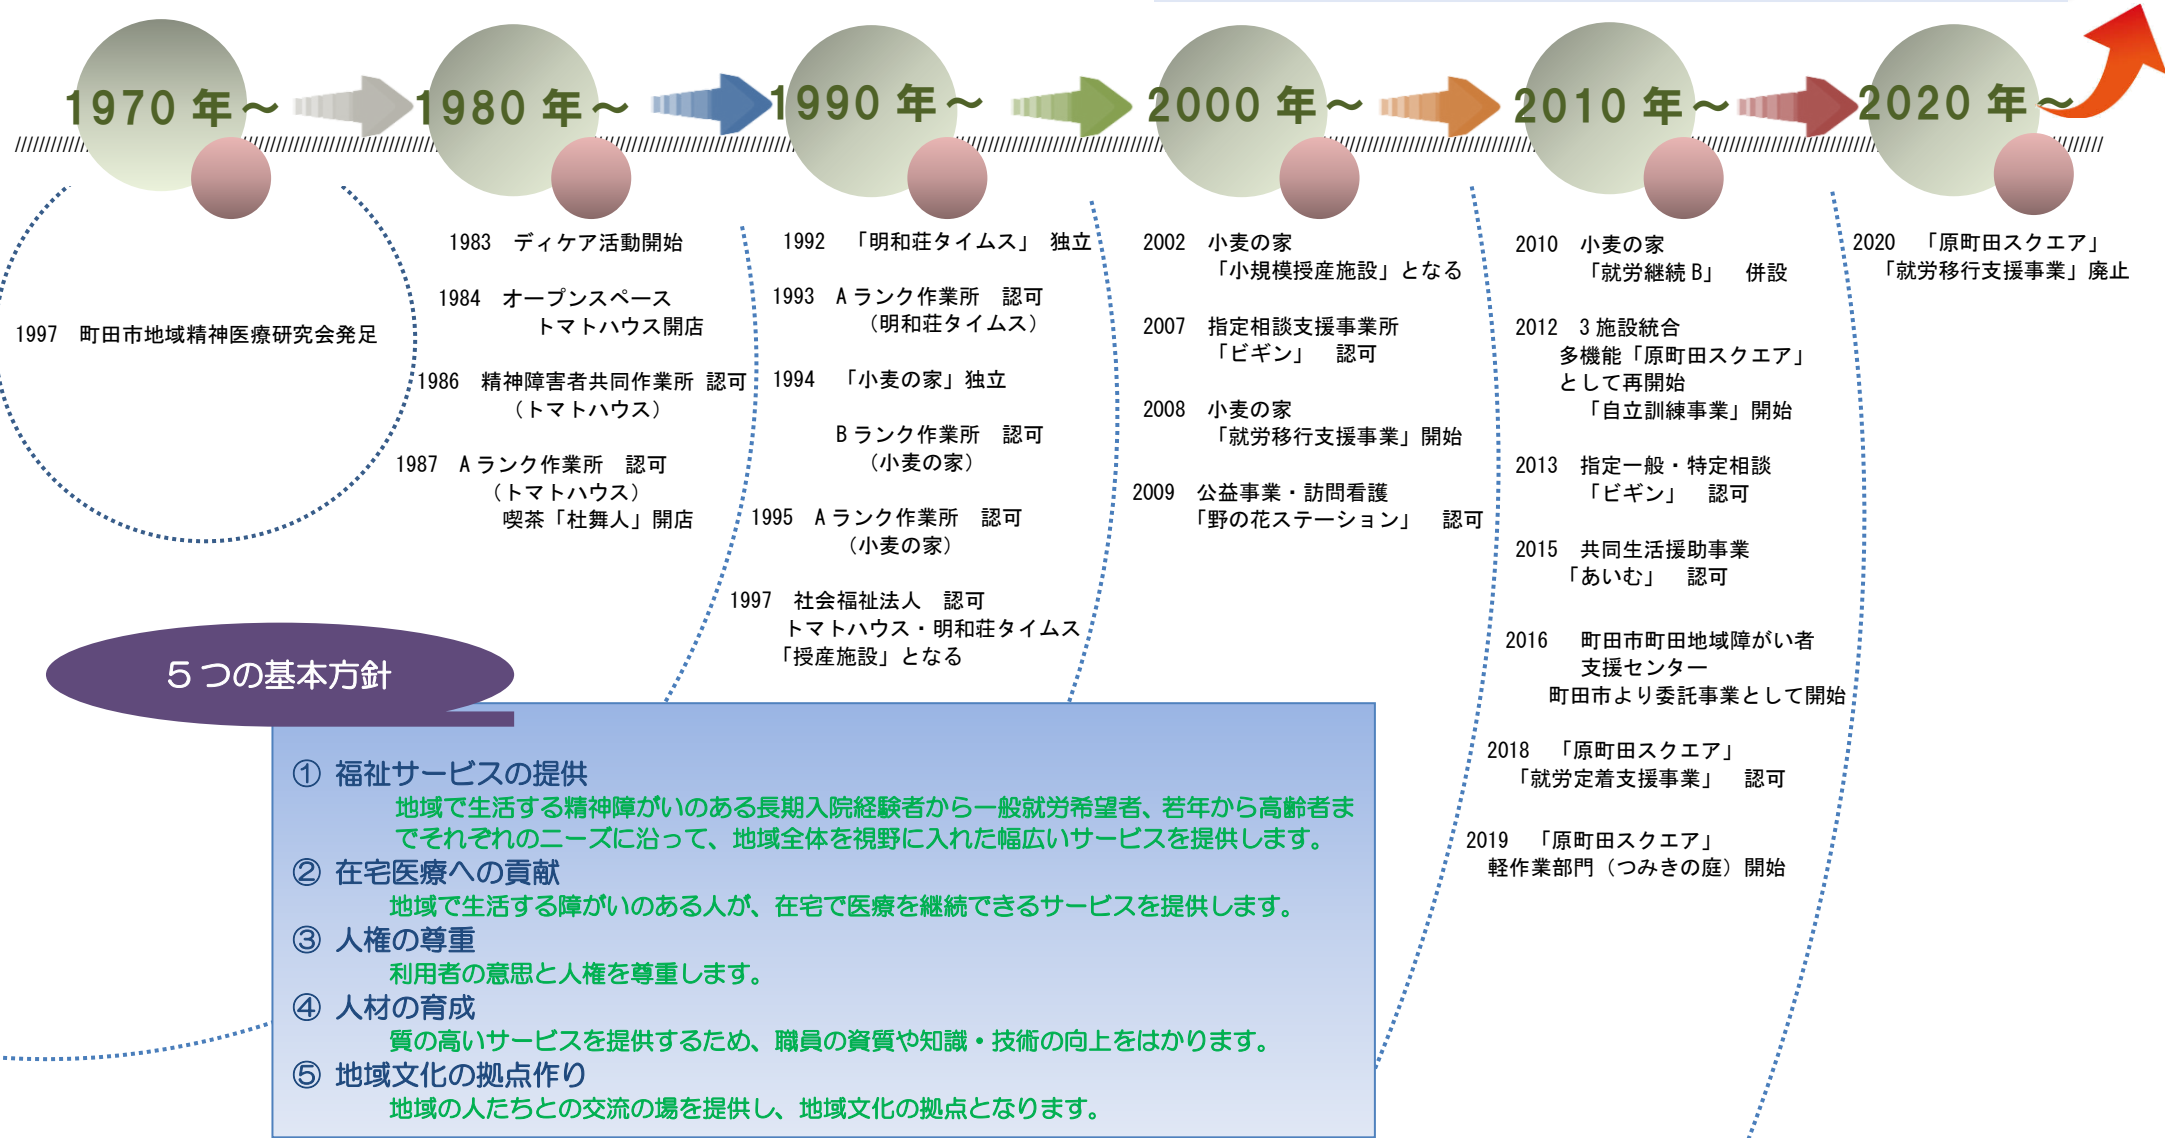 1970 年～
1980 年～
1990 年～
2000 年～
2010 年～
2020 年～
1997　町田市地域精神医療研究会発足
1983　ディケア活動開始
1984　オープンスペース
トマトハウス開店
1986　精神障害者共同作業所 認可
（トマトハウス）
1987　A ランク作業所　認可
（トマトハウス）
喫茶「社舞人」開店
1992　「明和荘タイムス」 独立
1993　A ランク作業所　認可
（明和荘タイムス）
1994　「小麦の家」独立
B ランク作業所　認可
（小麦の家）
1995　A ランク作業所　認可
（小麦の家）
1997　社会福祉法人　認可
トマトハウス・明和荘タイムス
「授産施設」となる
2002　小麦の家
「小規模授産施設」となる
2007　指定相談支援事業所
「ビギン」　認可
2008　小麦の家
「就労移行支援事業」開始
2009　公益事業・訪問看護
「野の花ステーション」　認可
2010　小麦の家
「就労継続 B」　併設
2012　3 施設統合
多機能「原町田スクエア」
として再開始
「自立訓練事業」開始
2013　指定一般・特定相談
「ビギン」　認可
2015　共同生活援助事業
「あいむ」　認可
2016　町田市町田地域障がい者
支援センター
町田市より委託事業として開始
2018　「原町田スクエア」
「就労定着支援事業」　認可
2019　「原町田スクエア」
軽作業部門（つみきの庭）開始
2020　「原町田スクエア」
「就労移行支援事業」廃止
５つの基本方針
① 福祉サービスの提供
地域で生活する精神障がいのある長期入院経験者から一般就労希望者、若年から高齢者ま
でそれぞれのニーズに沿って、地域全体を視野に入れた幅広いサービスを提供します。
② 在宅医療への貢献
地域で生活する障がいのある人が、在宅で医療を継続できるサービスを提供します。
③ 人権の尊重
利用者の意思と人権を尊重します。
④ 人材の育成
質の高いサービスを提供するため、職員の資質や知識・技術の向上をはかります。
⑤ 地域文化の拠点作り
地域の人たちとの交流の場を提供し、地域文化の拠点となります。